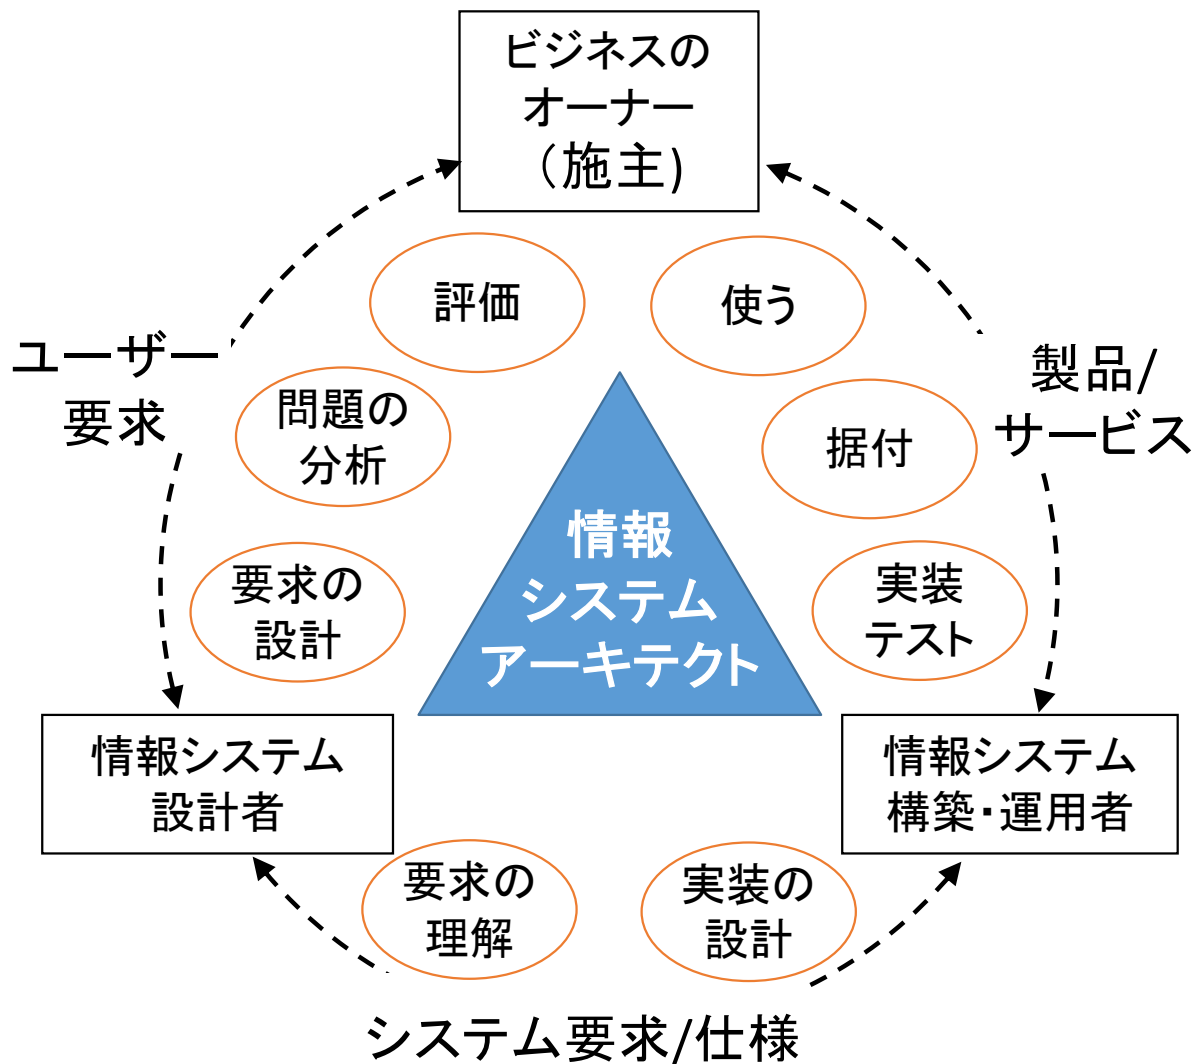 ビジネスの
オーナー
（施主)
評価
使う
ユーザー
要求
製品/
サービス
問題の
分析
据付
情報
システム
アーキテクト
要求の
設計
実装
テスト
情報システム
設計者
情報システム
構築・運用者
要求の
理解
実装の
設計
システム要求/仕様